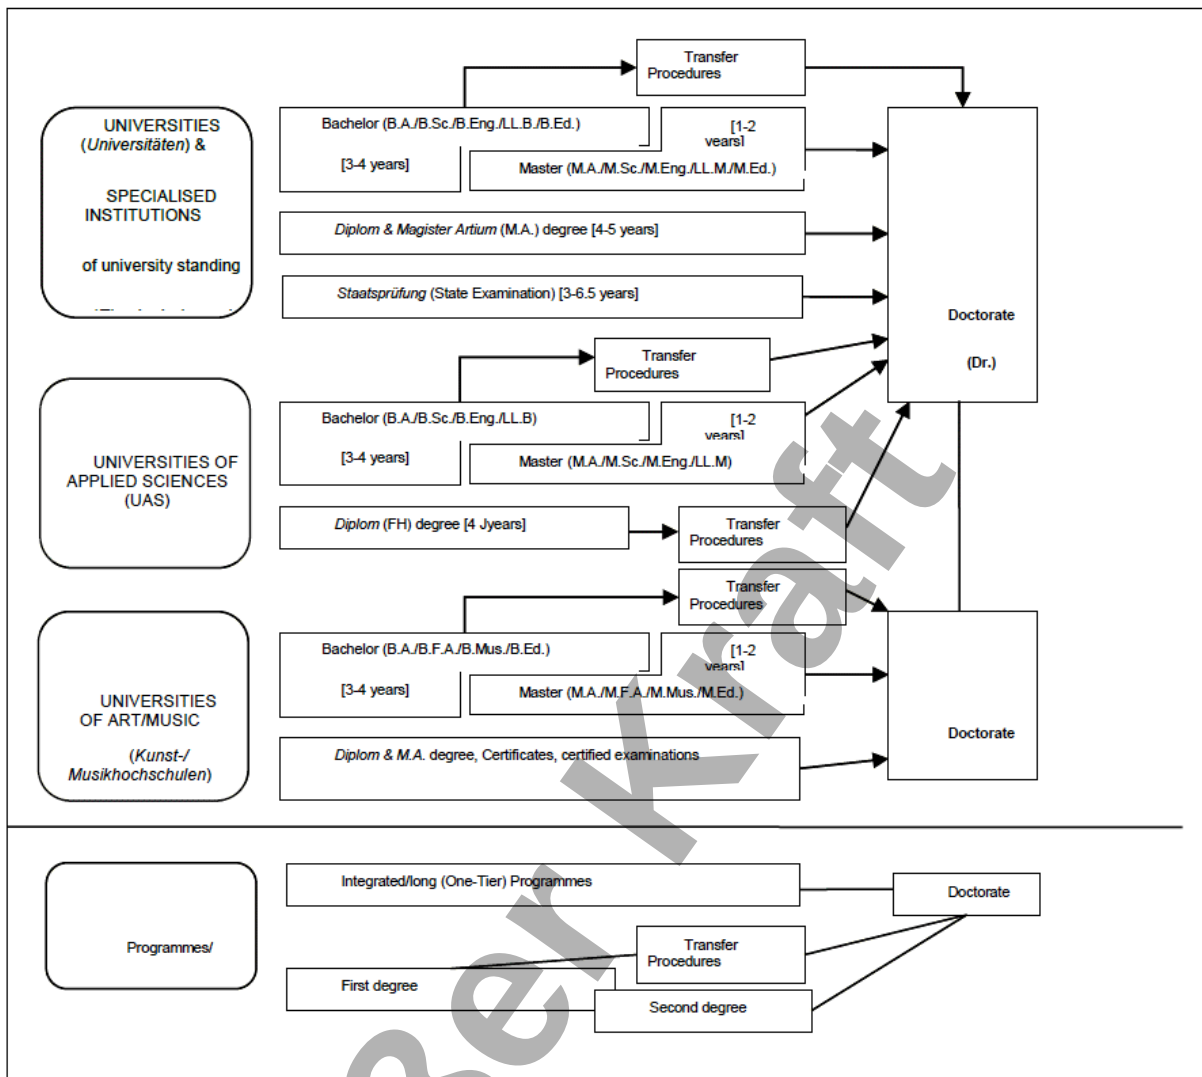 Transfer
Procedures
UNIVERSITIES
(Universitäten) &
SPECIALISED
INSTITUTIONS
of university standing
Bachelor (B.A./B.Sc./B.Eng./LL.B./B.Ed.)
[3-4 years]
[1-2
years]
Master (M.A./M.Sc./M.Eng./LL.M./M.Ed.)
Diplom & Magister Artium (M.A.) degree [4-5 years]
Staatsprüfung (State Examination) [3-6.5 years]
Doctorate
(Dr.)
Transfer
Procedures
UNIVERSITIES OF
APPLIED SCIENCES
(UAS)
Bachelor (B.A./B.Sc./B.Eng./LL.B)
[3-4 years]
[1-2
years]
Master (M.A./M.Sc./M.Eng./LL.M)
Diplom (FH) degree [4 Jyears]
Transfer
Procedures
Transfer
Procedures
UNIVERSITIES
OF ART/MUSIC
(Kunst-/
Musikhochschulen)
Bachelor (B.A./B.F.A./B.Mus./B.Ed.)
[3-4 years]
[1-2
years]
Master (M.A./M.F.A./M.Mus./M.Ed.)
Diplom & M.A. degree, Certificates, certified examinations
Doctorate
Programmes/
Integrated/long (One-Tier) Programmes
Doctorate
Transfer
Procedures
First degree
Second degree
ßer Kraft